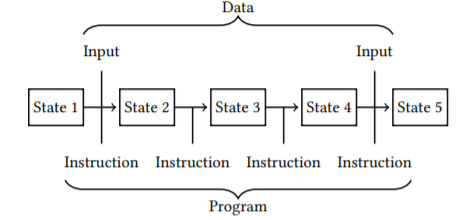 Data
Input Input
State 1 State 2 State 3 State 4 State 5
Instruction Instruction Instruction Instruction
Program